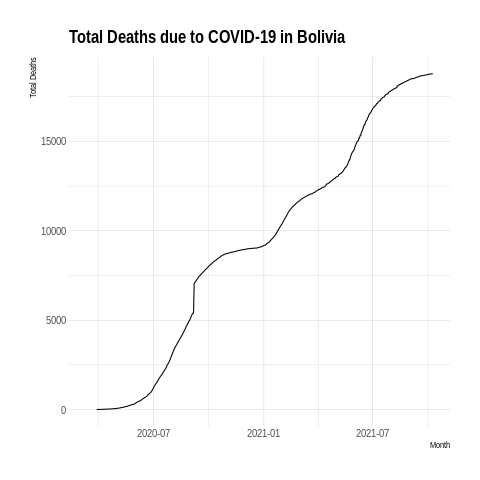 Total Deaths due to COVID-19 in Bolivia
Total Deaths
15000
10000
5000
0
2020-07
2021-01
2021-07
Month